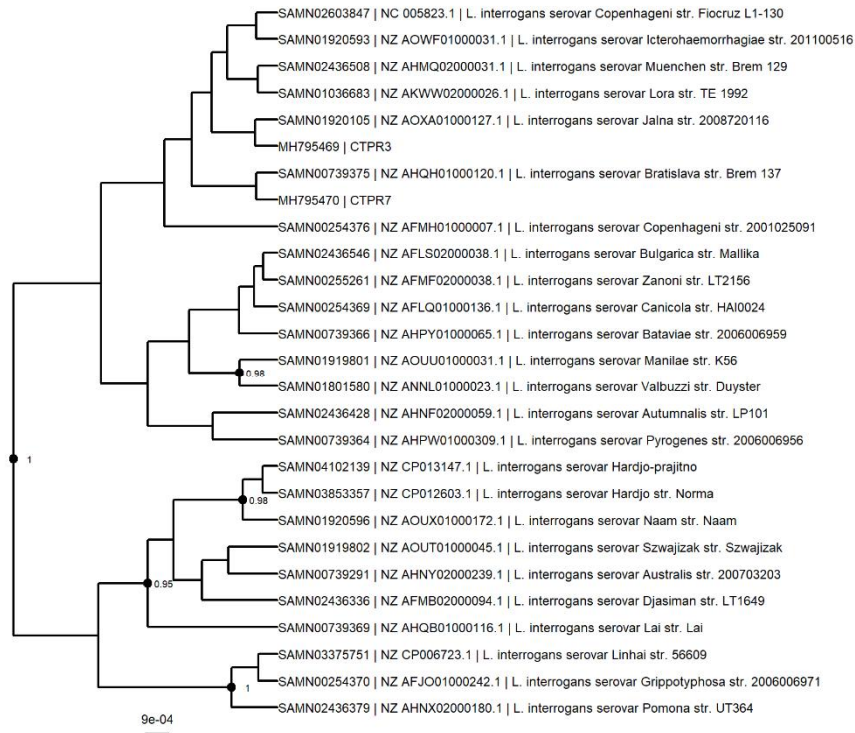 SAMN02603847 | NC 005823.1 | L. interrogans serovar Copenhageni str. Fiocruz L1-130
SAMN01920593 | NZ AOWF01000031.1 | L. interrogans serovar Icterohaemorrhagiae str. 201100516
SAMN02436508 | NZ AHMQ02000031.1 | L. interrogans serovar Muenchen str. Brem 129
SAMN01036683 | NZ AKWW02000026.1 | L. interrogans serovar Lora str. TE 1992
SAMN01920105 | NZ AOXA01000127.1 | L. interrogans serovar Jalna str. 2008720116
MH795469 | CTPR3
SAMN00739375 | NZ AHQH01000120.1 | L. interrogans serovar Bratislava str. Brem 137
MH795470 | CTPR7
SAMN00254376 | NZ AFMH01000007.1 | L. interrogans serovar Copenhageni str. 2001025091
SAMN02436546 | NZ AFLS02000038.1 | L. interrogans serovar Bulgarica str. Mallika
SAMN00255261 | NZ AFMF02000038.1 | L. interrogans serovar Zanoni str. LT2156
SAMN00254369 | NZ AFLQ01000136.1 | L. interrogans serovar Canicola str. HAI0024
SAMN00739366 | NZ AHPY01000065.1 | L. interrogans serovar Bataviae str. 2006006959
SAMN01919801 | NZ AOUU01000031.1 | L. interrogans serovar Manilae str. K56
0.98
SAMN01801580 | NZ ANNL01000023.1 | L. interrogans serovar Valbuzzi str. Duyster
SAMN02436428 | NZ AHNF02000059.1 | L. interrogans serovar Autumnalis str. LP101
SAMN00739364 | NZ AHPW01000309.1 | L. interrogans serovar Pyrogenes str. 2006006956
1
SAMN04102139 | NZ CP013147.1 | L. interrogans serovar Hardjo-prajitno
SAMN03853357 | NZ CP012603.1 | L. interrogans serovar Hardjo str. Norma
0.98
SAMN01920596 | NZ AOUX01000172.1 | L. interrogans serovar Naam str. Naam
SAMN01919802 | NZ AOUT01000045.1 | L. interrogans serovar Szwajizak str. Szwajizak
SAMN00739291 | NZ AHNY02000239.1 | L. interrogans serovar Australis str. 200703203
0.95
SAMN02436336 | NZ AFMB02000094.1 | L. interrogans serovar Djasiman str. LT1649
SAMN00739369 | NZ AHQB01000116.1 | L. interrogans serovar Lai str. Lai
SAMN03375751 | NZ CP006723.1 | L. interrogans serovar Linhai str. 56609
SAMN00254370 | NZ AFJO01000242.1 | L. interrogans serovar Grippotyphosa str. 2006006971
1
SAMN02436379 | NZ AHNX02000180.1 | L. interrogans serovar Pomona str. UT364
9e-04